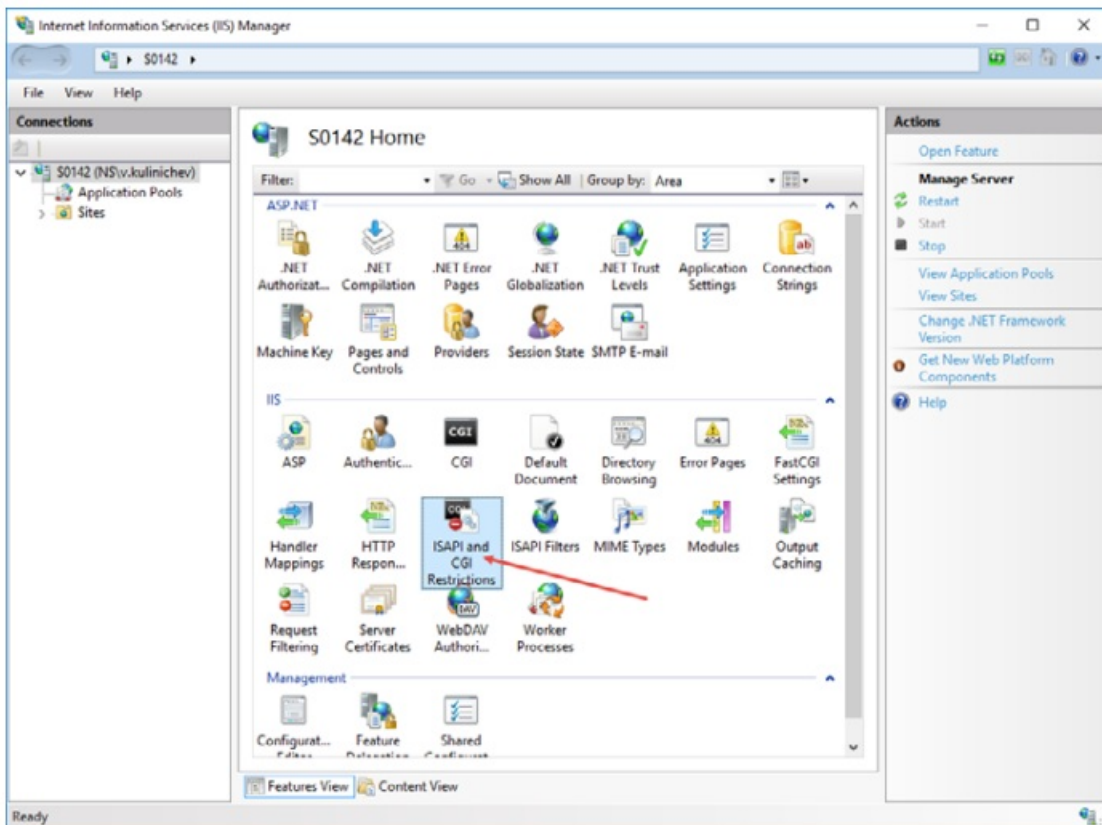 Internet Information Services (IIS) Manager
S0142
File View Help
Connections
S0142 (NS\v.kulinichev)
Application Pools
Sites
S0142 Home
Filter: Go Show All Group by: Area
ASP.NET
.NET Authorizat...
.NET Compilation
.NET Error Pages
.NET Globalization
.NET Trust Levels
Application Settings
Connection Strings
Machine Key
Pages and Controls
Providers
Session State
SMTP E-mail
IIS
ASP
Authentic...
CGI
Default Document
Directory Browsing
Error Pages
FastCGI Settings
Handler Mappings
HTTP Respon...
ISAPI and CGI Restrictions
ISAPI Filters
MIME Types
Modules
Output Caching
Request Filtering
Server Certificates
WebDAV Authori...
Worker Processes
Management
Configurat...
Feature
Shared
Features View Content View
Ready
Actions
Open Feature
Manage Server
Restart
Start
Stop
View Application Pools
View Sites
Change .NET Framework
Version
Get New Web Platform
Components
Help